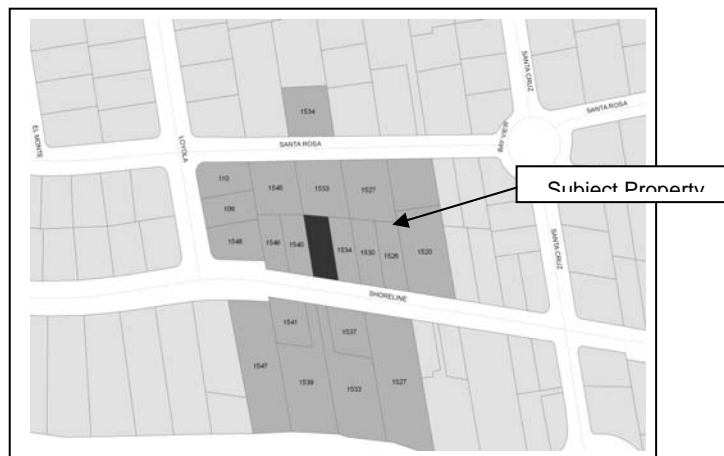 SANTA CRUZ
SANTA ROSA
1534
EL MONTE
LOYOLA
SANTA ROSA
BAY VIEW
110
1545
1533
1527
106
Subject Property
1548
1546
1540
1534
1530
1526
1520
SANTA CRUZ
SHORELINE
1541
1537
1547
1539
1533
1527